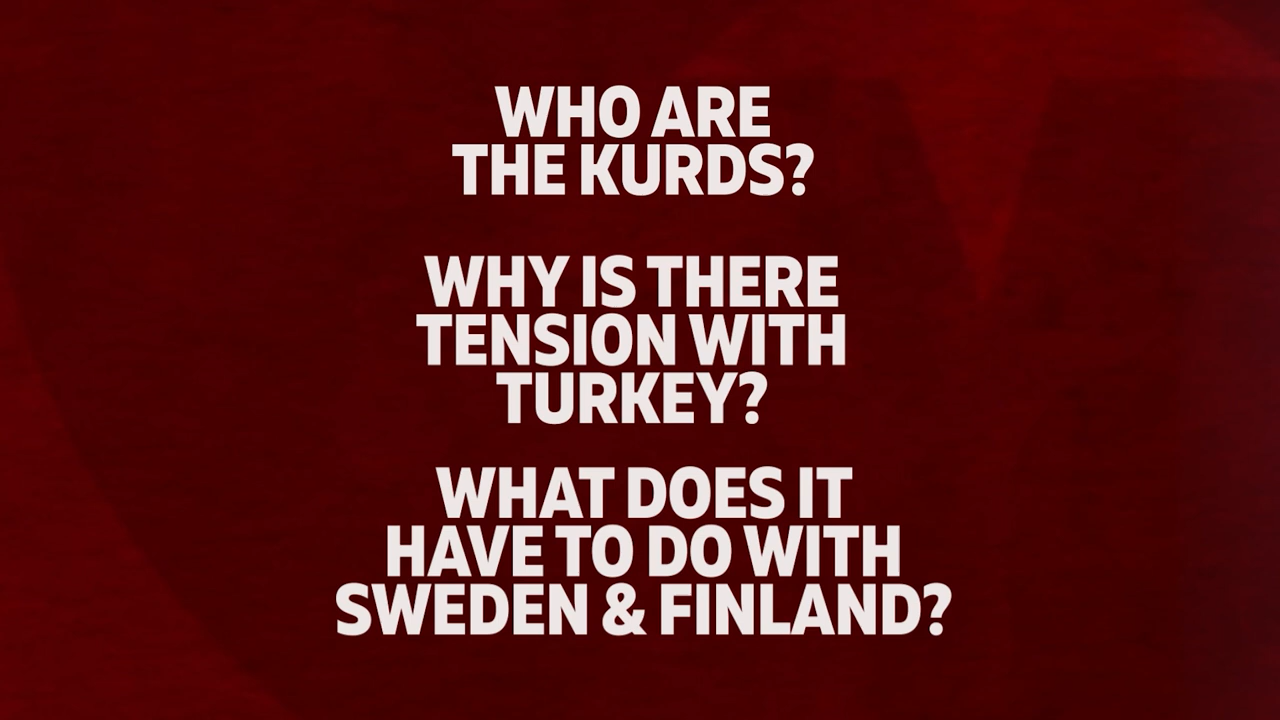 WHO ARE
THE KURDS?
WHY IS THERE
TENSION WITH
TURKEY?
WHAT DOES IT
HAVE TO DO WITH
SWEDEN & FINLAND?